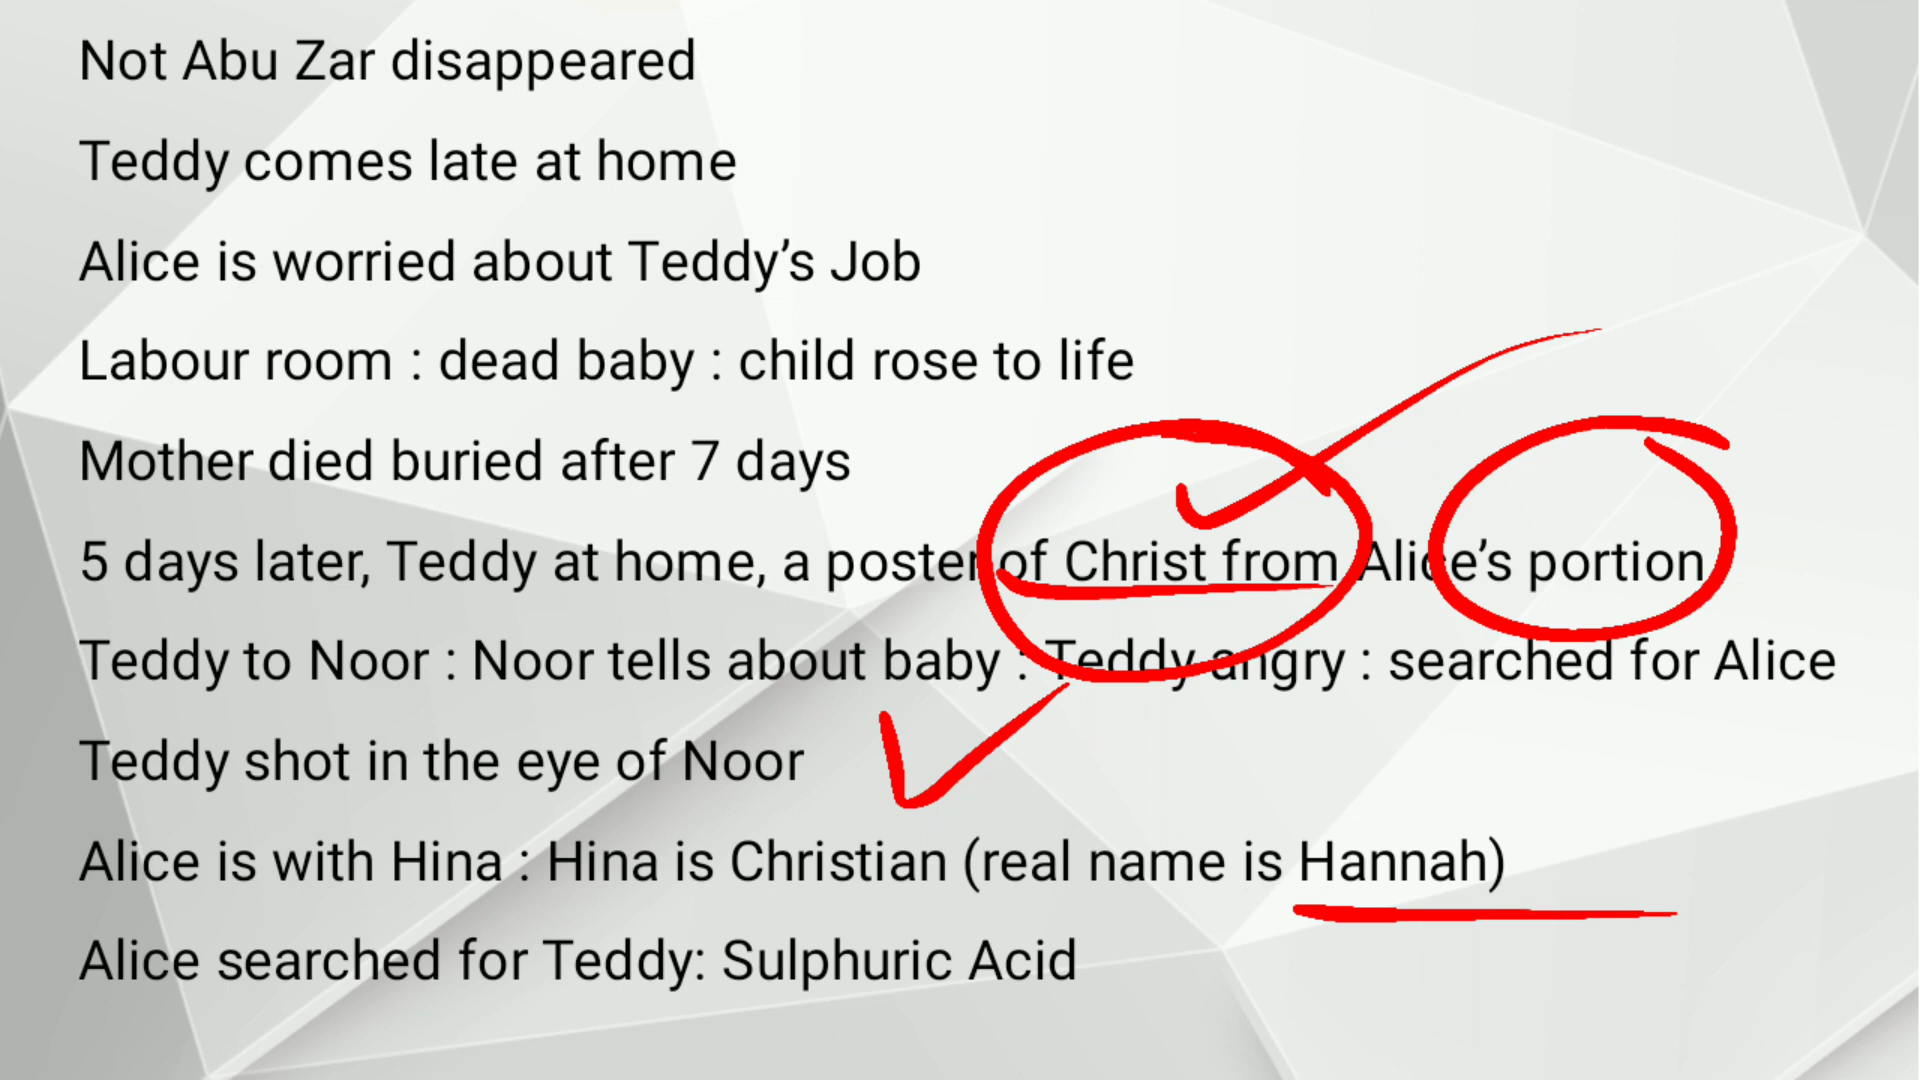 Not Abu Zar disappeared
Teddy comes late at home
Alice is worried about Teddy’s Job
Labour room : dead baby : child rose to life
Mother died buried after 7 days
5 days later, Teddy at home, a poster of Christ from Alice’s portion
Teddy to Noor : Noor tells about baby : Teddy angry : searched for Alice
Teddy shot in the eye of Noor
Alice is with Hina : Hina is Christian (real name is Hannah)
Alice searched for Teddy: Sulphuric Acid